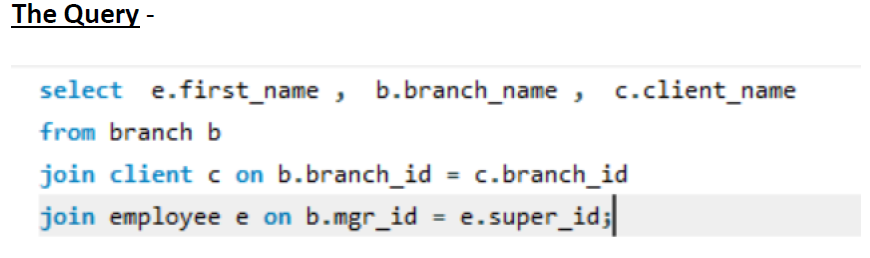 The Query -
select e.first_name , b.branch_name , c.client_name
from branch b
join client c on b.branch_id = c.branch_id
join employee e on b.mgr_id = e.super_id;